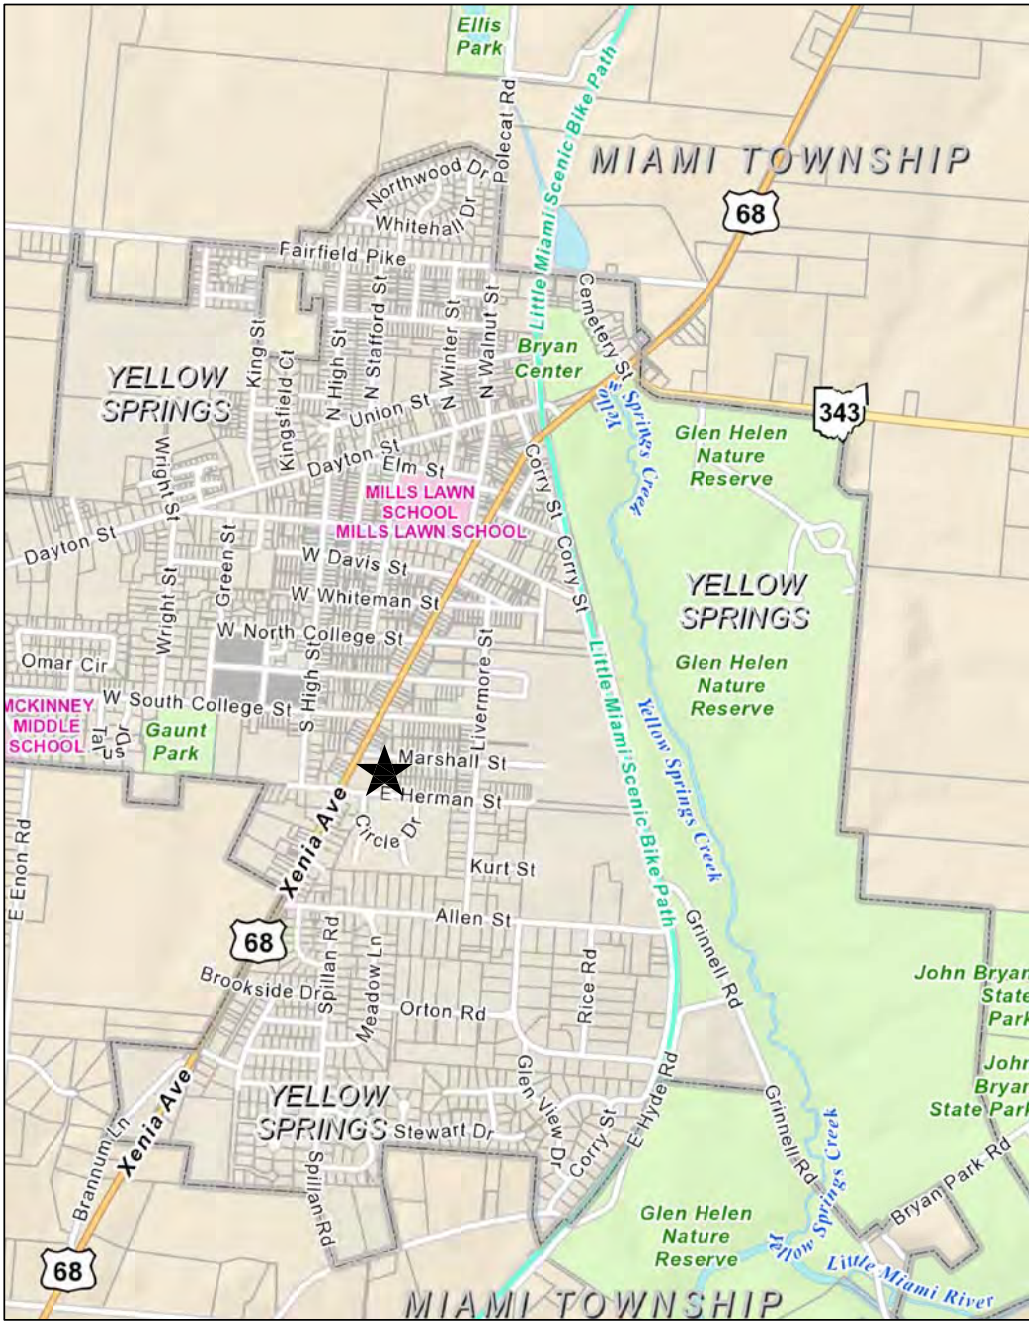 Ellis
Park
Polecat Rd
Little Miami Scenic Bike Path
MIAMI TOWNSHIP
68
Northwood Dr
Whitehall Dr
Fairfield Pike
Cemetery St
King St
Kingsfield Ct
N High St
N Stafford St
N Winter St
N Walnut St
Bryan
Center
YELLOW
SPRINGS
Union St
Dayton St
343
Yello
w Springs Creek
Glen Helen
Nature
Reserve
Wright St
Elm St
Corry St
MILLS LAWN
SCHOOL
MILLS LAWN SCHOOL
Dayton St
Green St
W Davis St
Corry St
YELLOW
SPRINGS
W Whiteman St
Wright St
W North College St
Livermore St
Little Miami Scenic Bike Path
Omar Cir
Glen Helen
Nature
Reserve
W South College St
S High St
MCKINNEY
MIDDLE
SCHOOL
Tar
us
Dr
Gaunt
Park
Yellow Springs Creek
Marshall St
E Herman St
Xenia Ave
Circle Dr
E Enon Rd
Kurt St
Allen St
68
Spillan Rd
Meadow Ln
Grinnell Rd
Brookside Dr
Orton Rd
Rice Rd
John Bryan
State
Park
Glen View Dr
E Hyde Rd
John
Bryan
State Park
YELLOW
SPRINGS
Xenia Ave
Brannum Ln
Stewart Dr
Corry St
Grinnell Rd
Yellow Springs Creek
Bryan Park Rd
Spillan Rd
Glen Helen
Nature
Reserve
68
Little Miami River
MIAMI TOWNSHIP